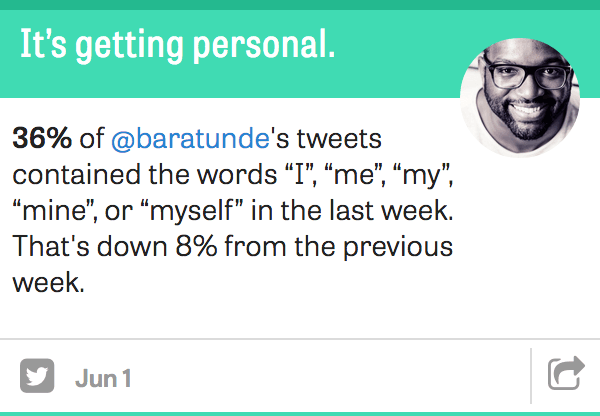 It’s getting personal.
36% of @baratunde's tweets
contained the words “I”, “me”, “my”,
“mine”, or “myself” in the last week.
That's down 8% from the previous
week.
Jun 1